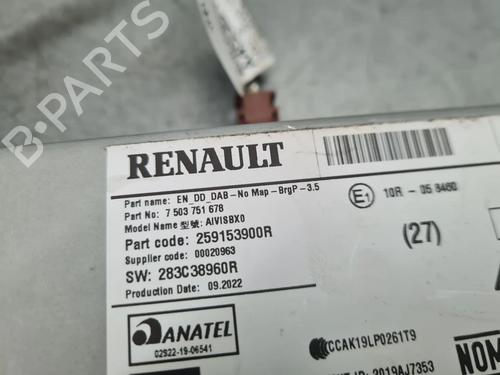 B-PARTS
RENAULT
Part name: EN_DD_DAB-No Map-BrgP-3.5
Part No: 7 503 751 678
Model Name 型號: AIVISBX0
Part code: 259153900R
Supplier code: 00020963
SW: 283C38960R
Production Date: 09.2022
E1
10R - 05 8460
(27)
ANATEL
02922-19-06541
CCAK19LP0261T9
ID: 2019AJ7353
NOM